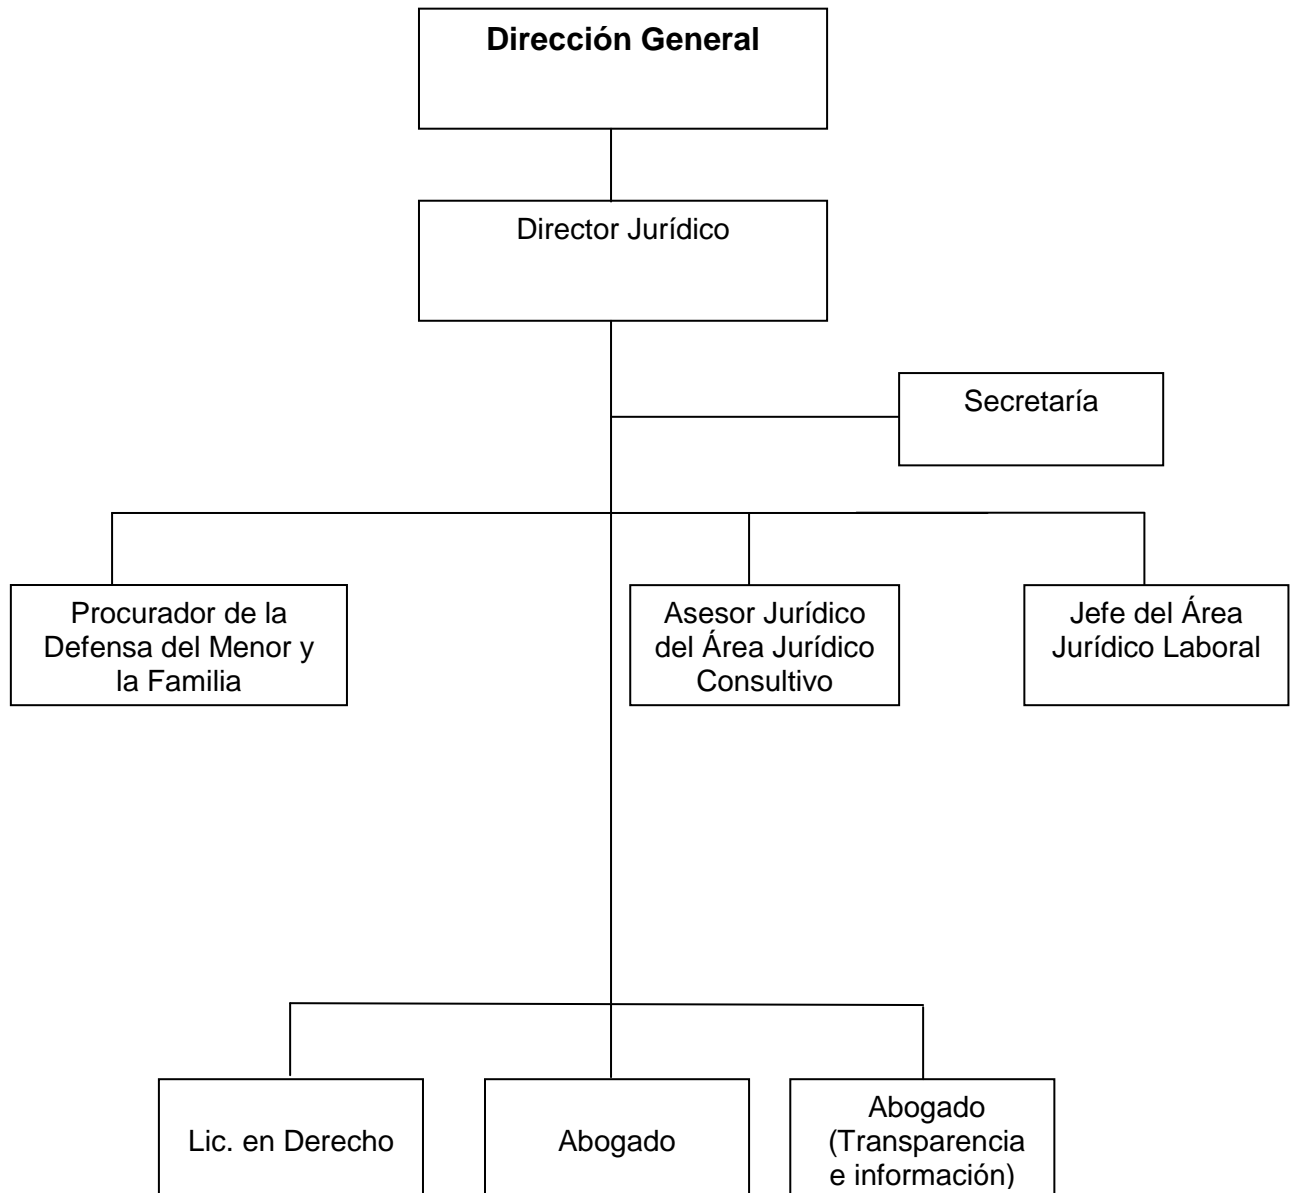 Dirección General
Director Jurídico
Secretaría
Procurador de la
Defensa del Menor y
la Familia
Asesor Jurídico
del Área Jurídico
Consultivo
Jefe del Área
Jurídico Laboral
Lic. en Derecho
Abogado
Abogado
(Transparencia
e información)